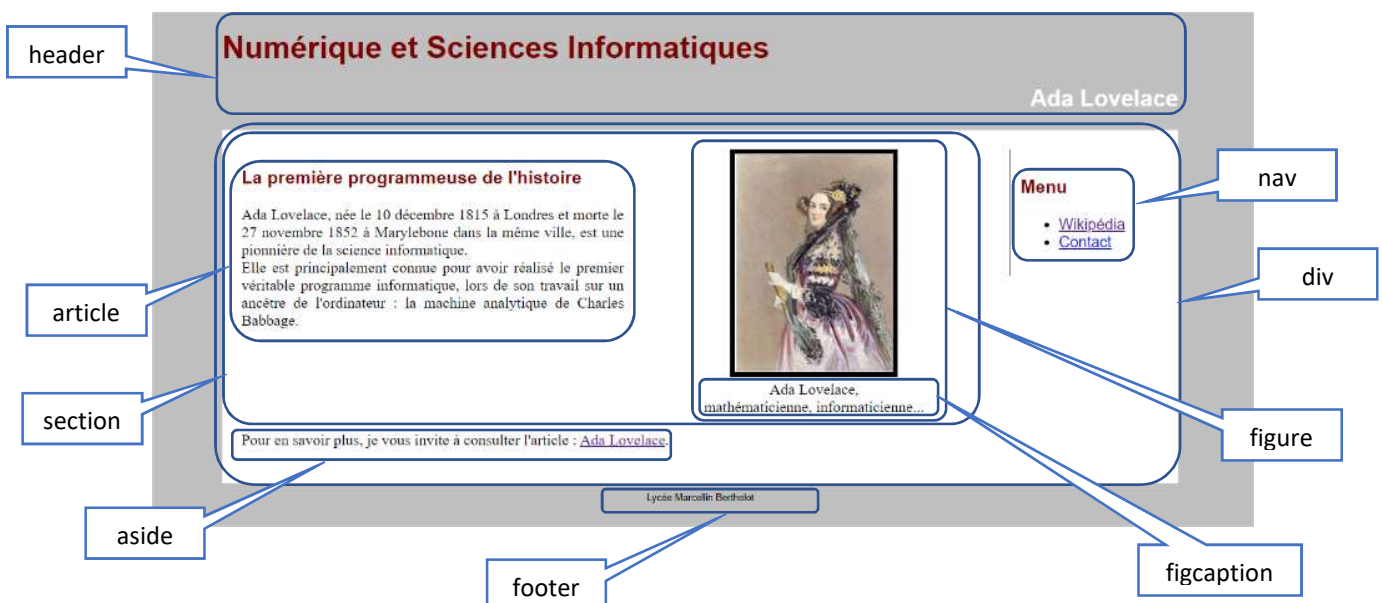 header
Numérique et Sciences Informatiques
Ada Lovelace
La première programmeuse de l'histoire
Ada Lovelace, née le 10 décembre 1815 à Londres et morte le
27 novembre 1852 à Marylebone dans la même ville, est une
pionnière de la science informatique.
Elle est principalement connue pour avoir réalisé le premier
véritable programme informatique, lors de son travail sur un
ancêtre de l'ordinateur : la machine analytique de Charles
Babbage.
Ada Lovelace,
mathématicienne, informaticienne...
Menu
• Wikipédia
• Contact
nav
div
article
section
figure
Pour en savoir plus, je vous invite à consulter l'article : Ada Lovelace.
Lycée Marcellin Berthelot
aside
footer
figcaption